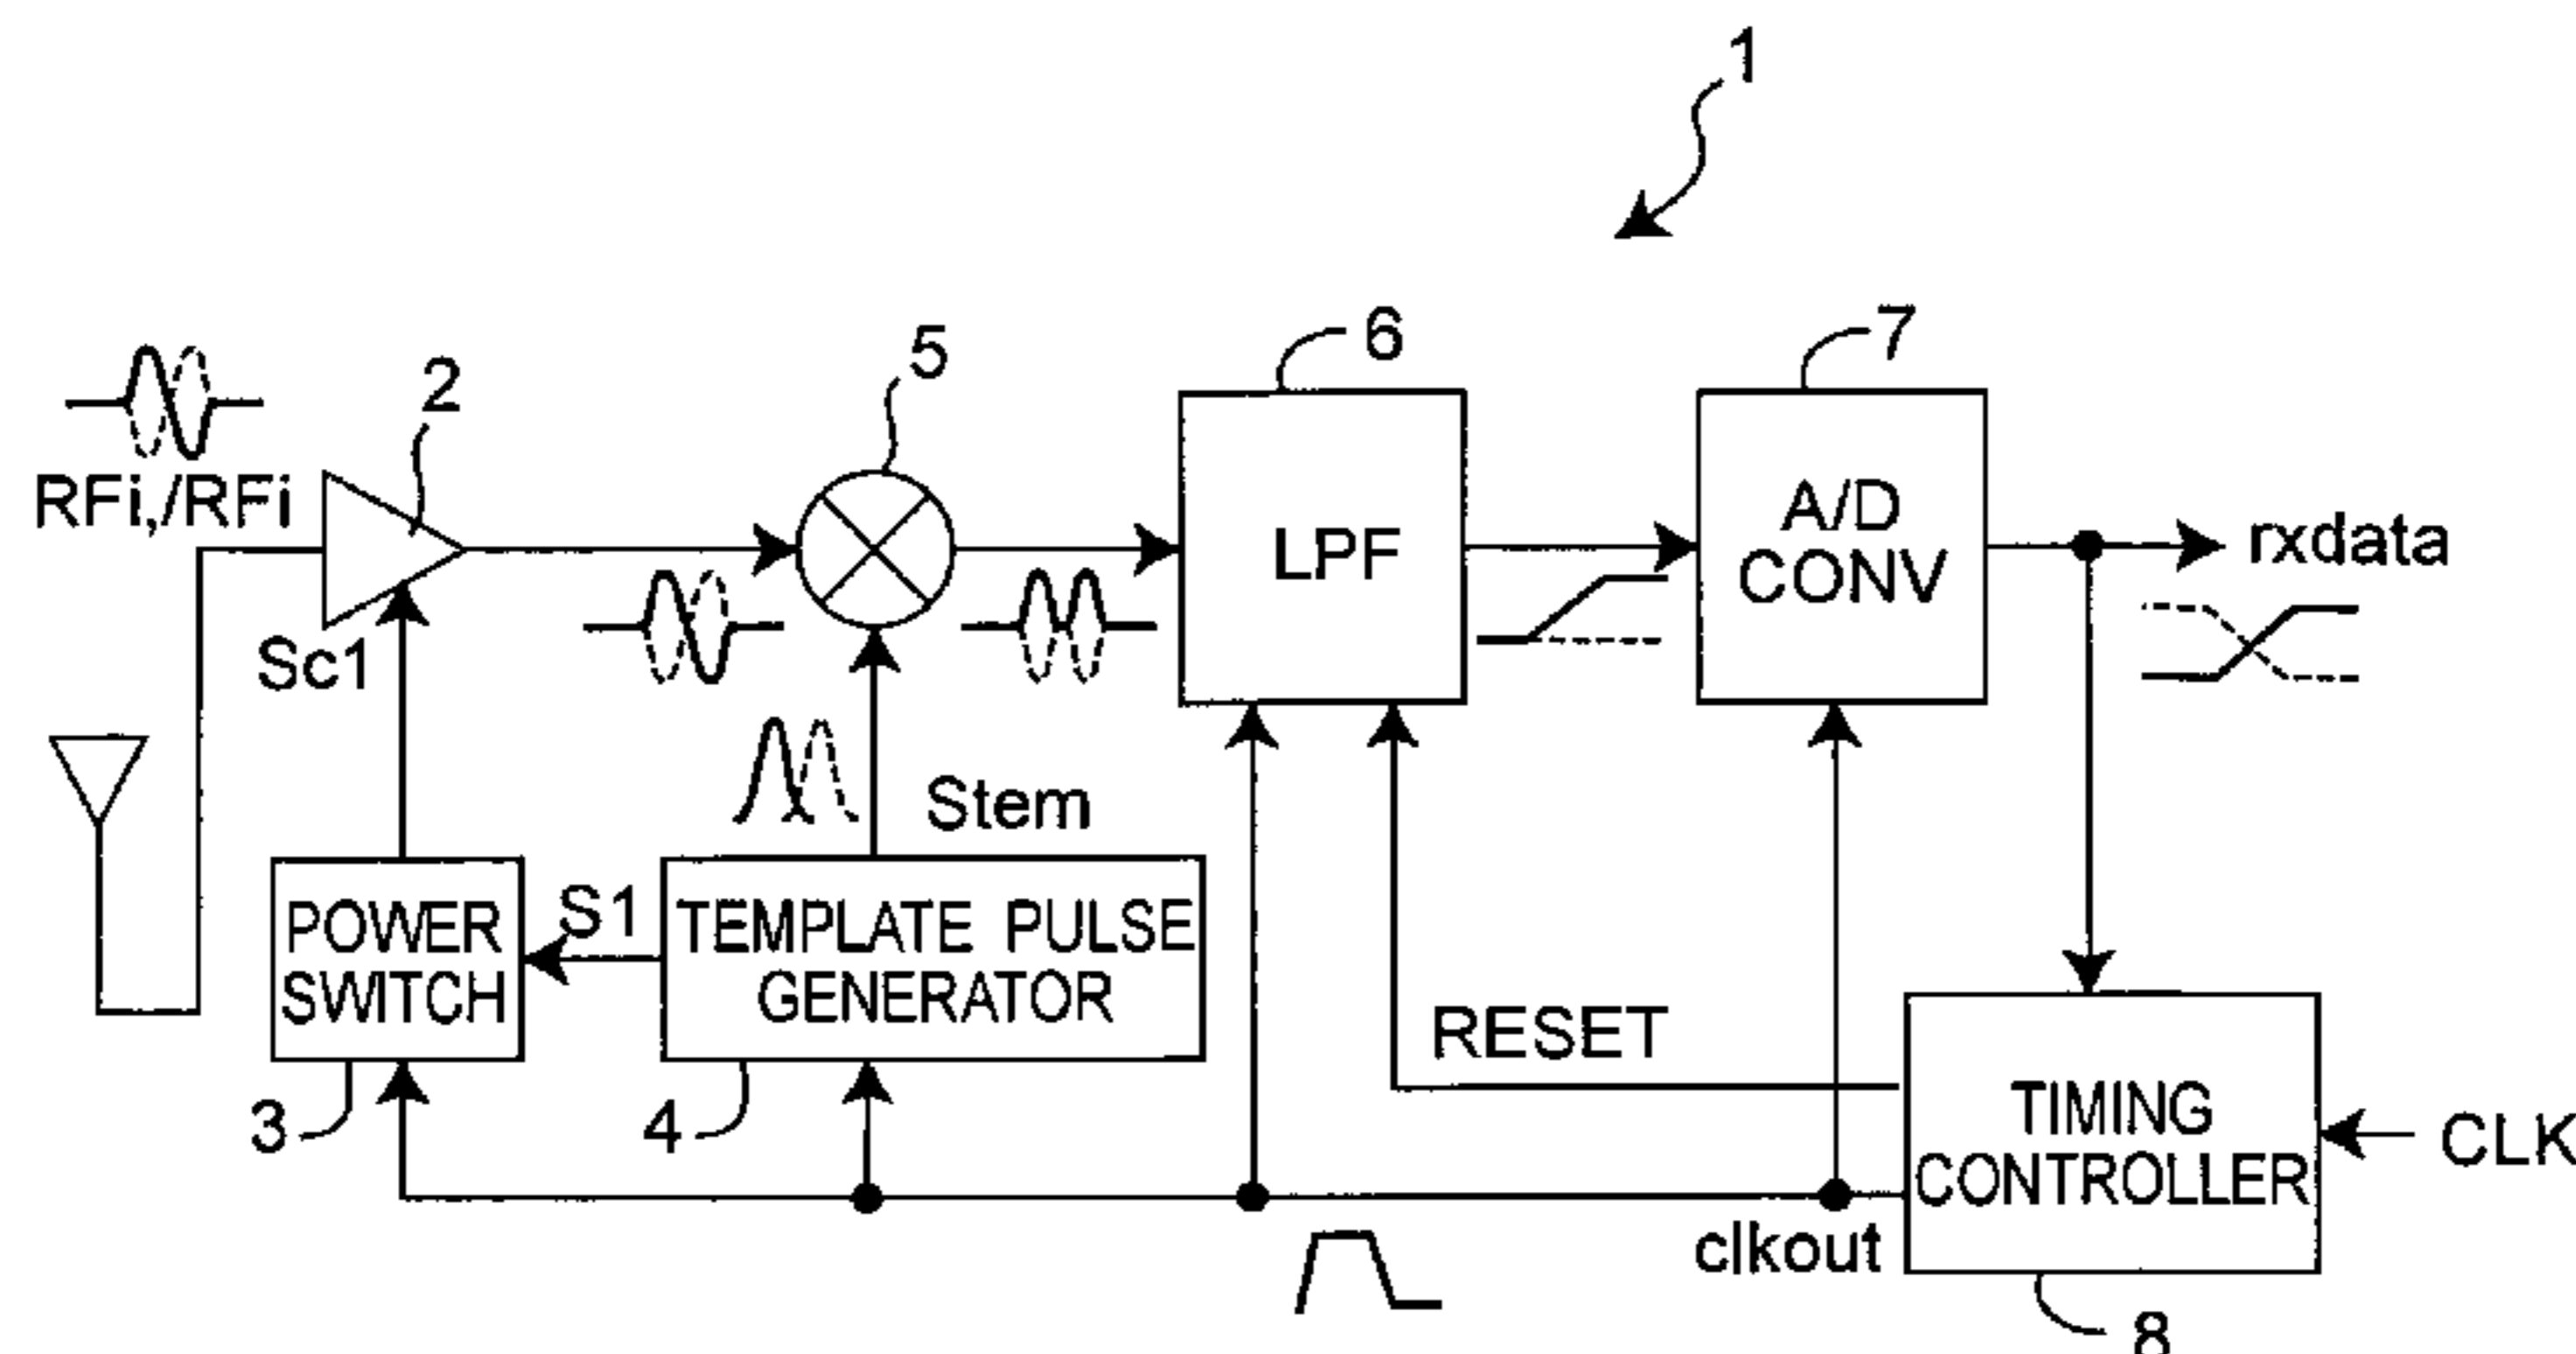 1
2
5
6
7
RFi,/RFi
LPF
A/D
CONV
rxdata
Sc1
Stem
POWER
SWITCH
S1
TEMPLATE PULSE
GENERATOR
RESET
TIMING
CONTROLLER
CLK
3
4
clkout
8